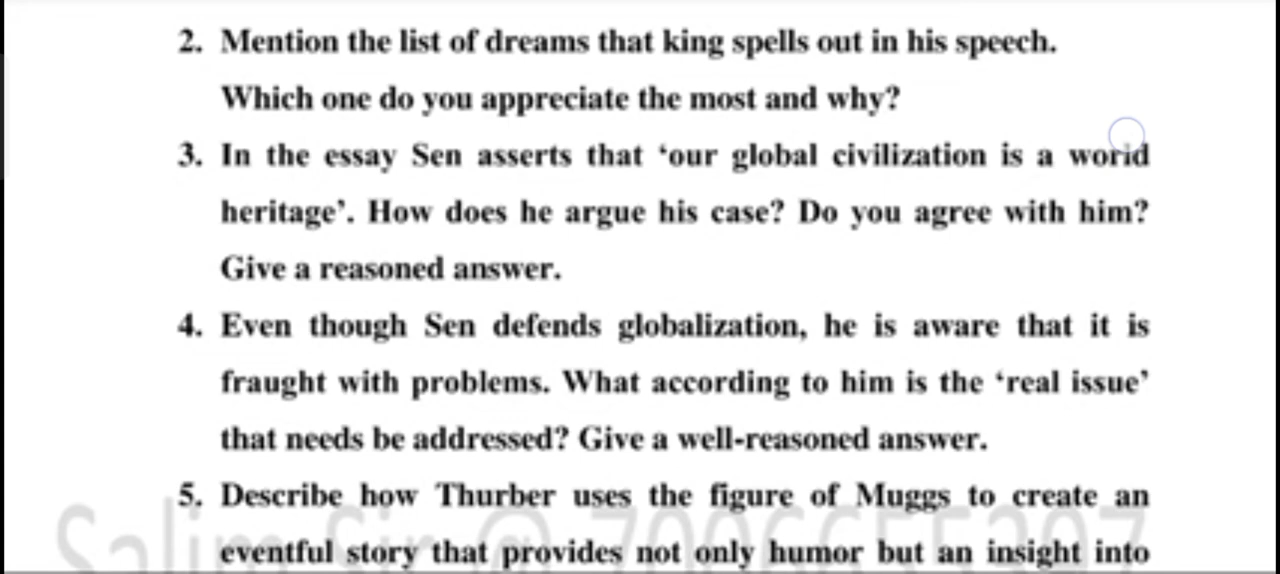 2. Mention the list of dreams that king spells out in his speech.
Which one do you appreciate the most and why?
3. In the essay Sen asserts that ‘our global civilization is a world
heritage’. How does he argue his case? Do you agree with him?
Give a reasoned answer.
4. Even though Sen defends globalization, he is aware that it is
fraught with problems. What according to him is the ‘real issue’
that needs be addressed? Give a well-reasoned answer.
5. Describe how Thurber uses the figure of Muggs to create an
Salim Sir @
eventful story that provides not only humor but an insight into